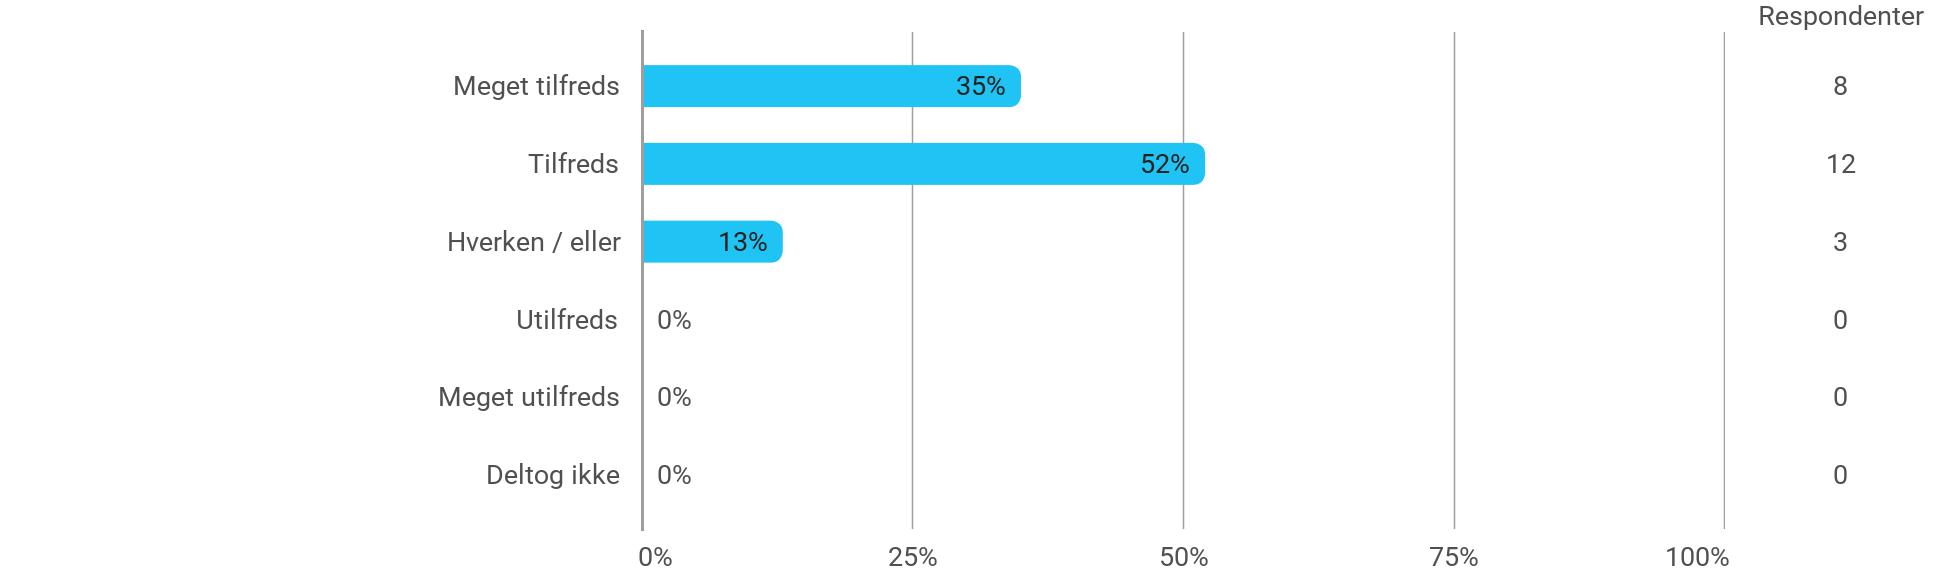 Respondenter
Meget tilfreds 35% 8
Tilfreds 52% 12
Hverken / eller 13% 3
Utilfreds 0% 0
Meget utilfreds 0% 0
Deltog ikke 0% 0
0% 25% 50% 75% 100%